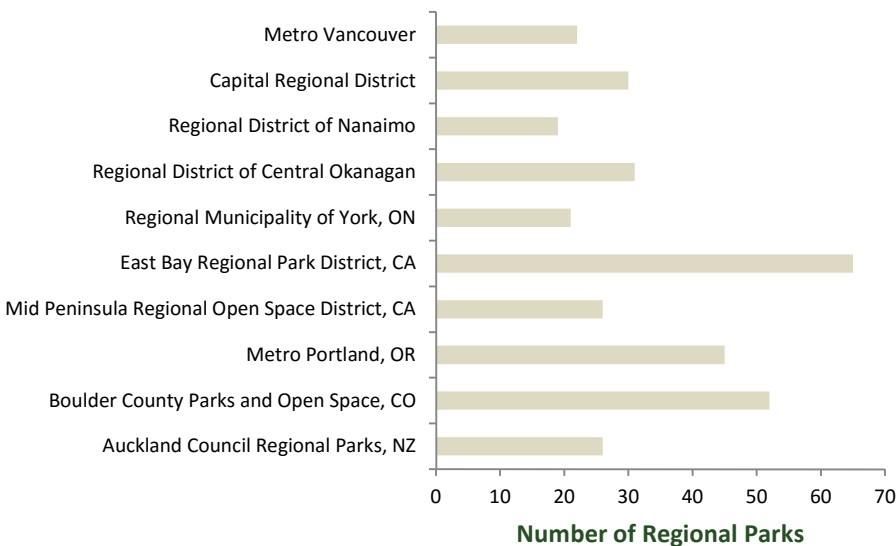 Metro Vancouver
Capital Regional District
Regional District of Nanaimo
Regional District of Central Okanagan
Regional Municipality of York, ON
East Bay Regional Park District, CA
Mid Peninsula Regional Open Space District, CA
Metro Portland, OR
Boulder County Parks and Open Space, CO
Auckland Council Regional Parks, NZ
0 10 20 30 40 50 60 70
Number of Regional Parks